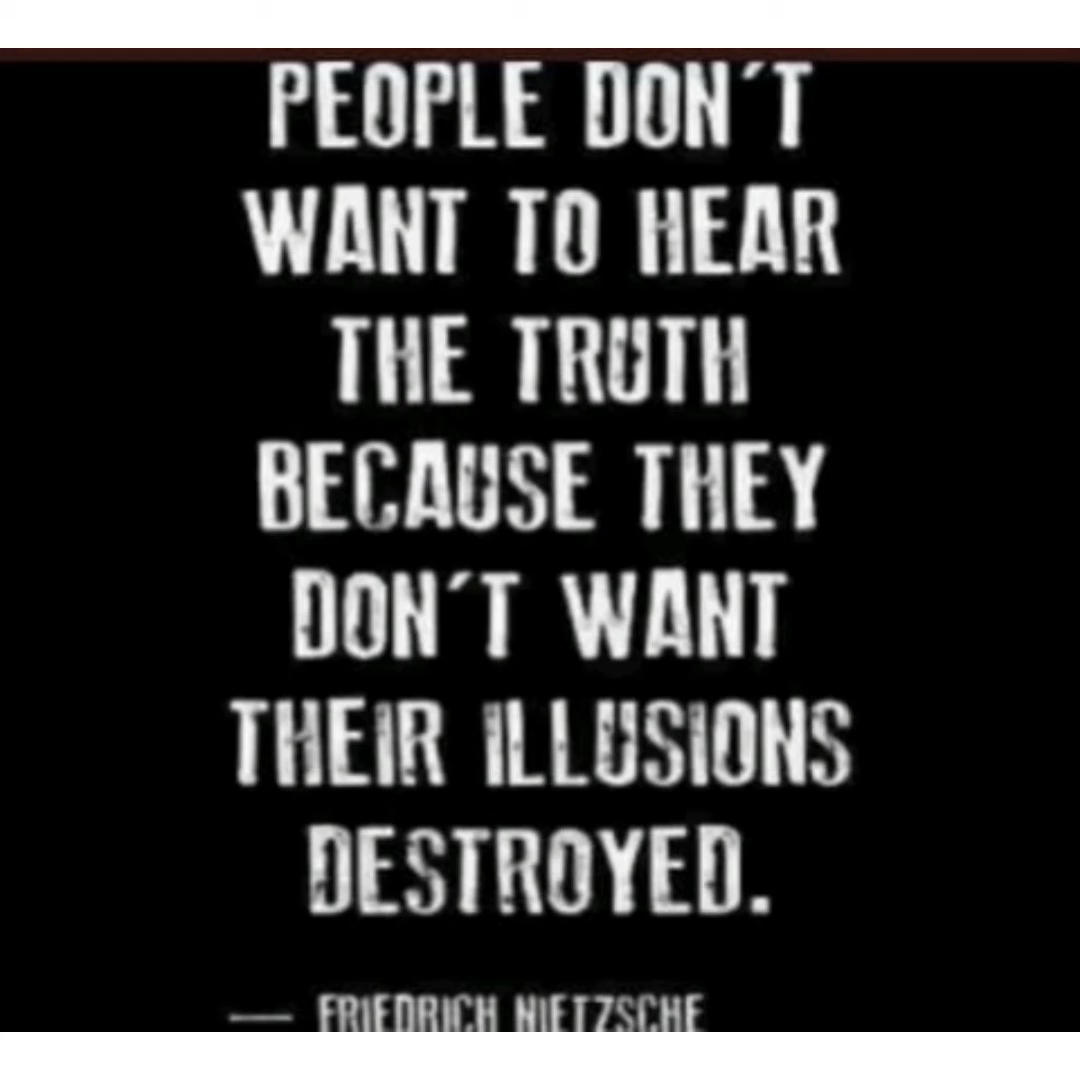 PEOPLE DON´T
WANT TO HEAR
THE TRUTH
BECAUSE THEY
DON´T WANT
THEIR ILLUSIONS
DESTROYED.
— FRIEDRICH NIETZSCHE